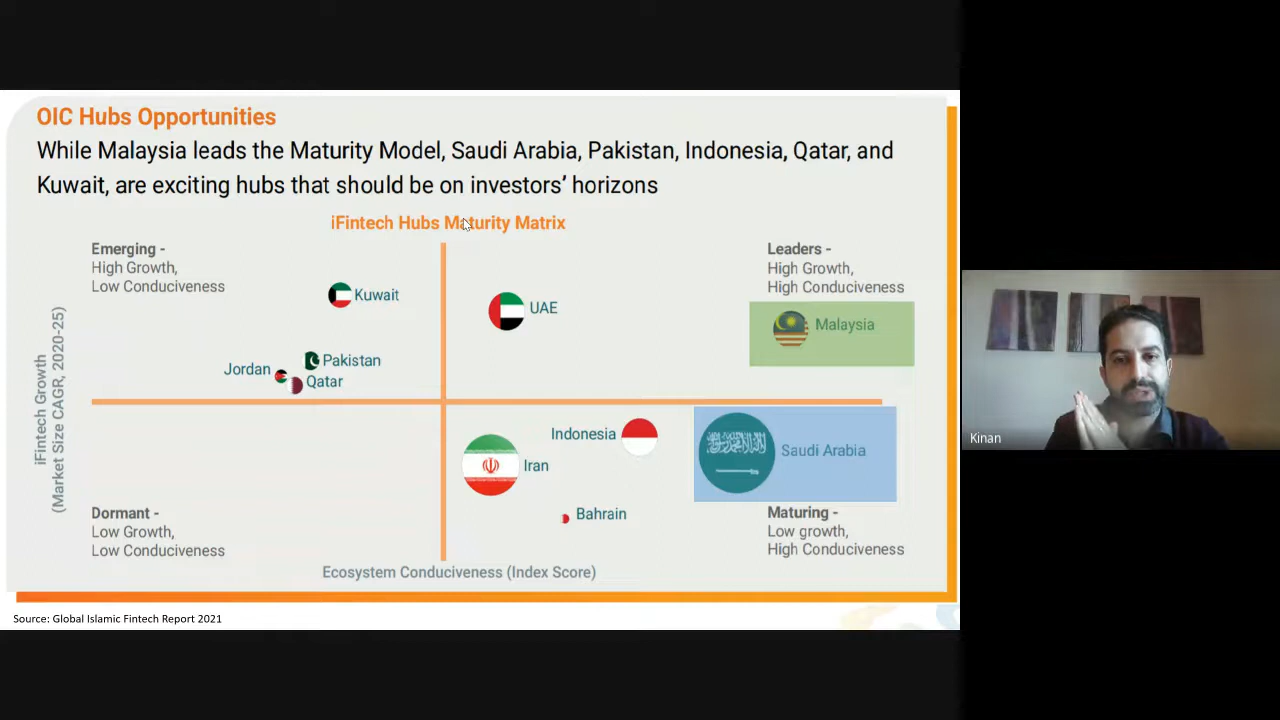 OIC Hubs Opportunities
While Malaysia leads the Maturity Model, Saudi Arabia, Pakistan, Indonesia, Qatar, and
Kuwait, are exciting hubs that should be on investors' horizons
iFintech Hubs Maturity Matrix
Emerging -
High Growth,
Low Conduciveness
Leaders -
High Growth,
High Conduciveness
Kuwait
UAE
Malaysia
Jordan
Pakistan
Qatar
iFintech Growth
(Market Size CAGR, 2020-25)
Indonesia
Iran
Saudi Arabia
Bahrain
Dormant -
Low Growth,
Low Conduciveness
Maturing -
Low growth,
High Conduciveness
Ecosystem Conduciveness (Index Score)
Source: Global Islamic Fintech Report 2021
Kinan